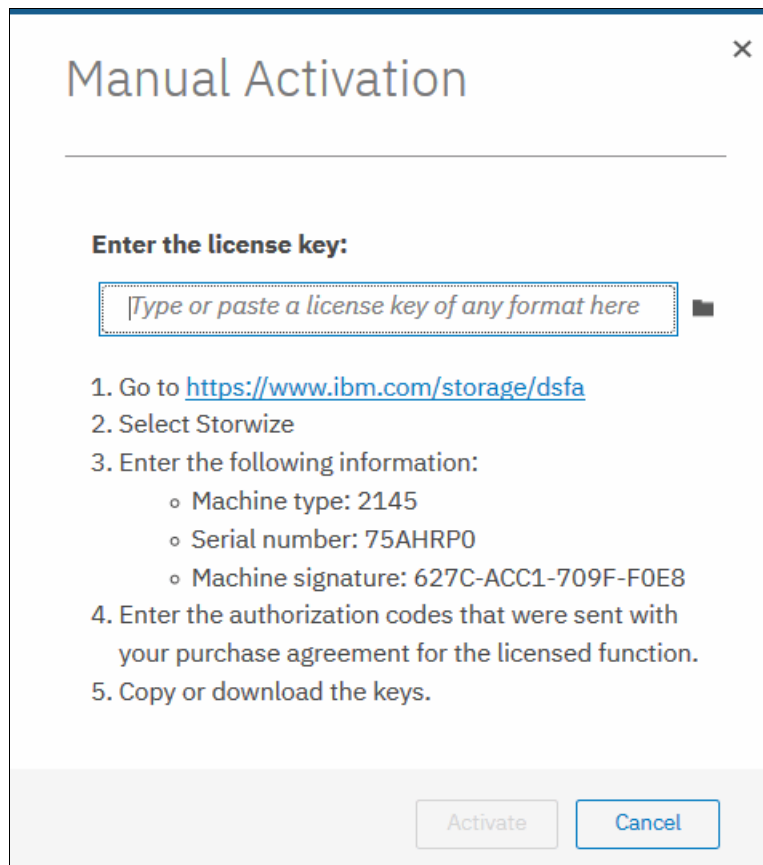 Manual Activation
Enter the license key:
Type or paste a license key of any format here
1. Go to https://www.ibm.com/storage/dsfa
2. Select Storwize
3. Enter the following information:
Machine type: 2145
Serial number: 75AHRP0
Machine signature: 627C-ACC1-709F-F0E8
4. Enter the authorization codes that were sent with
your purchase agreement for the licensed function.
5. Copy or download the keys.
Activate
Cancel